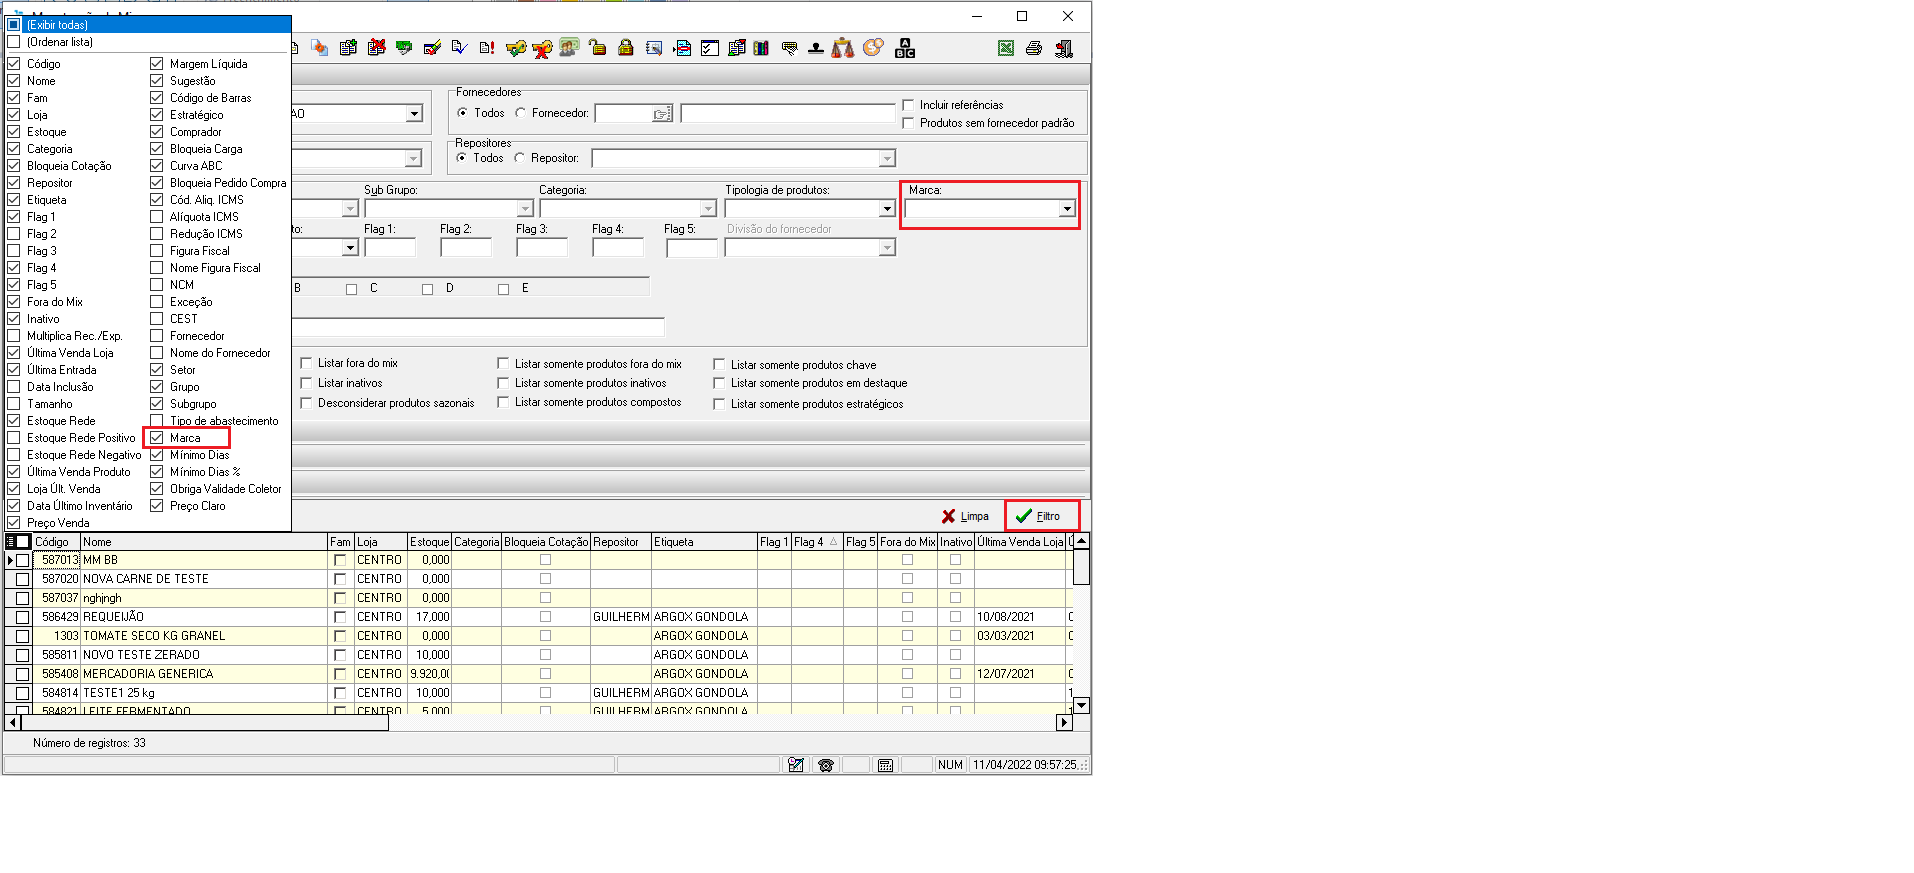 (Exibir todas)
(Ordenar lista)
Código
Nome
Fam
Loja
Estoque
Categoria
Bloqueia Cotação
Repositor
Etiqueta
Flag 1
Flag 2
Flag 3
Flag 4
Flag 5
Fora do Mix
Inativo
Multiplica Rec./Exp.
Última Venda Loja
Última Entrada
Data Inclusão
Tamanho
Estoque Rede
Estoque Rede Positivo
Estoque Rede Negativo
Última Venda Produto
Loja Últ. Venda
Data Último Inventário
Preço Venda
Margem Líquida
Sugestão
Código de Barras
Estratégico
Comprador
Bloqueia Carga
Curva ABC
Bloqueia Pedido Compra
Cód. Aliq. ICMS
Alíquota ICMS
Redução ICMS
Figura Fiscal
Nome Figura Fiscal
NCM
Exceção
CEST
Fornecedor
Nome do Fornecedor
Setor
Grupo
Subgrupo
Tipo de abastecimento
Marca
Mínimo Dias
Mínimo Dias %
Obriga Validade Coletor
Preço Claro
A B C
Fornecedores
Todos Fornecedor:
Incluir referências
Produtos sem fornecedor padrão
Repositores
Todos Repositor:
Sub Grupo: Categoria: Tipologia de produtos: Marca:
Flag 1: Flag 2: Flag 3: Flag 4: Flag 5: Divisão do fornecedor
B C D E
Listar fora do mix Listar somente produtos fora do mix Listar somente produtos chave
Listar inativos Listar somente produtos inativos Listar somente produtos em destaque
Desconsiderar produtos sazonais Listar somente produtos compostos Listar somente produtos estratégicos
Limpa Filtro
Código Nome Fam Loja Estoque Categoria Bloqueia Cotação Repositor Etiqueta Flag 1 Flag 4 Flag 5 Fora do Mix Inativo Última Venda Loja
587013 MM BB CENTRO 0,000
587020 NOVA CARNE DE TESTE CENTRO 0,000
587037 nghjngh CENTRO 0,000
586429 REQUEIJÃO CENTRO 17,000 GUILHERM ARGOX GONDOLA 10/08/2021
1303 TOMATE SECO KG GRANEL CENTRO 0,000 ARGOX GONDOLA 03/03/2021
585811 NOVO TESTE ZERADO CENTRO 10,000 ARGOX GONDOLA
585408 MERCADORIA GENERICA CENTRO 9.920,00 ARGOX GONDOLA 12/07/2021
584814 TESTE1 25 kg CENTRO 10,000 GUILHERM ARGOX GONDOLA
584821 LEITE FERMENTADO CENTRO 5,000 GUILHERM ARGOX GONDOLA
Número de registros: 33
NUM 11/04/2022 09:57:25